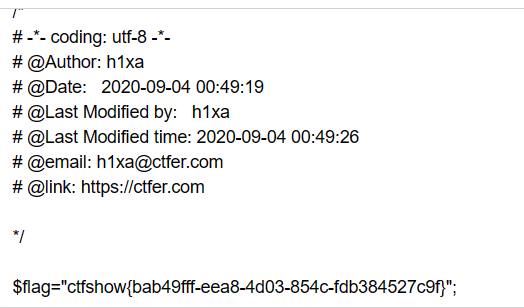 /*
# -*- coding: utf-8 -*-
# @Author: h1xa
# @Date:   2020-09-04 00:49:19
# @Last Modified by:   h1xa
# @Last Modified time: 2020-09-04 00:49:26
# @email: h1xa@ctfer.com
# @link: https://ctfer.com
*/
$flag="ctfshow{bab49fff-eea8-4d03-854c-fdb384527c9f}";